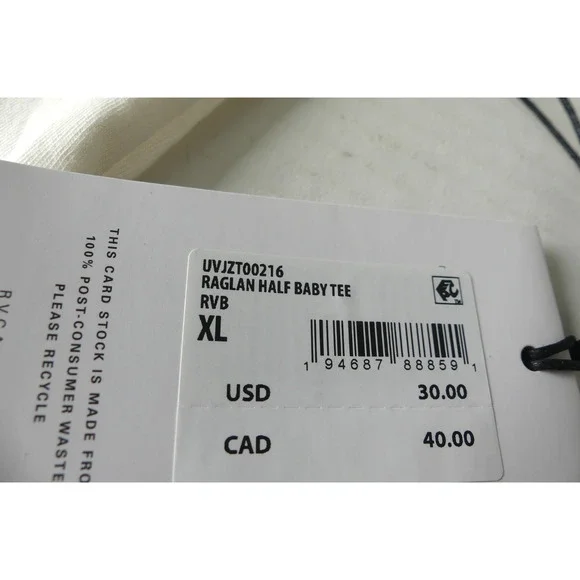 UVJZT00216
RAGLAN HALF BABY TEE
RVB
XL
1 94687 88859 1
USD 30.00
CAD 40.00
THIS CARD STOCK IS MADE FRO
100% POST-CONSUMER WASTE
PLEASE RECYCLE
RVCA